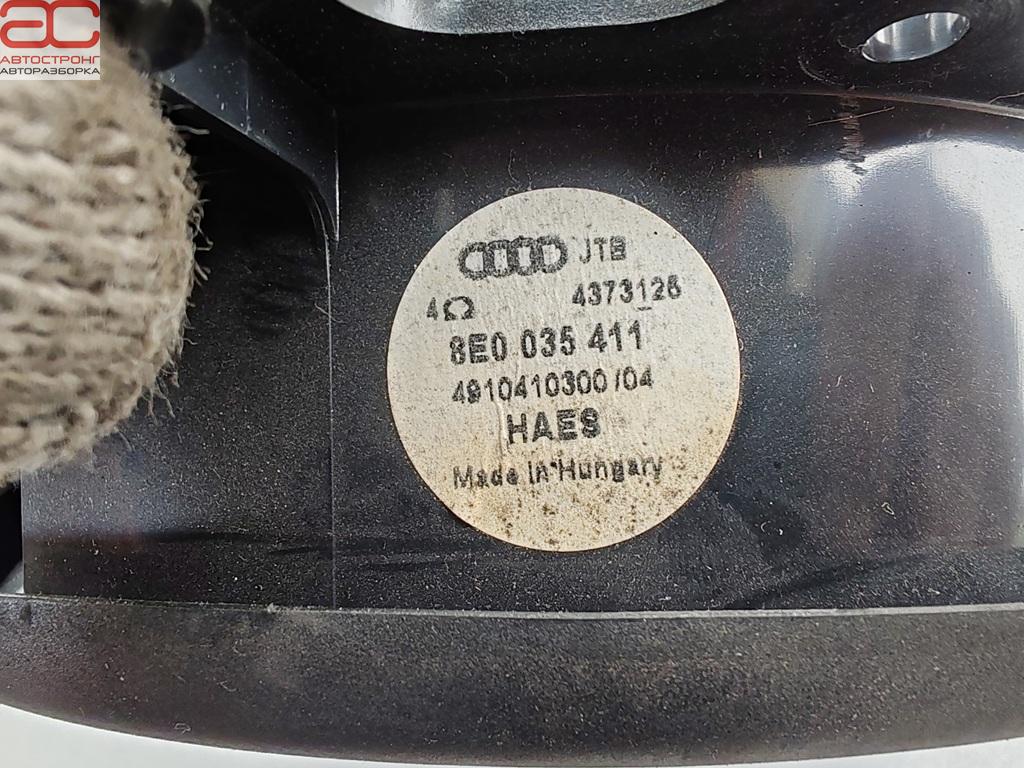 ac
АВТОСТРОНГ
АВТОРАЗБОРКА
JTB
4Ω 4373126
8E0 035 411
4910410300 /04
HAES
Made in Hungary